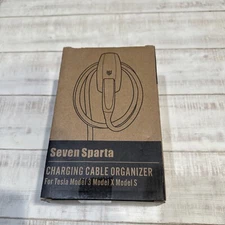 Seven Sparta
CHARGING CABLE ORGANIZER
For Tesla Model 3 Model X Model S